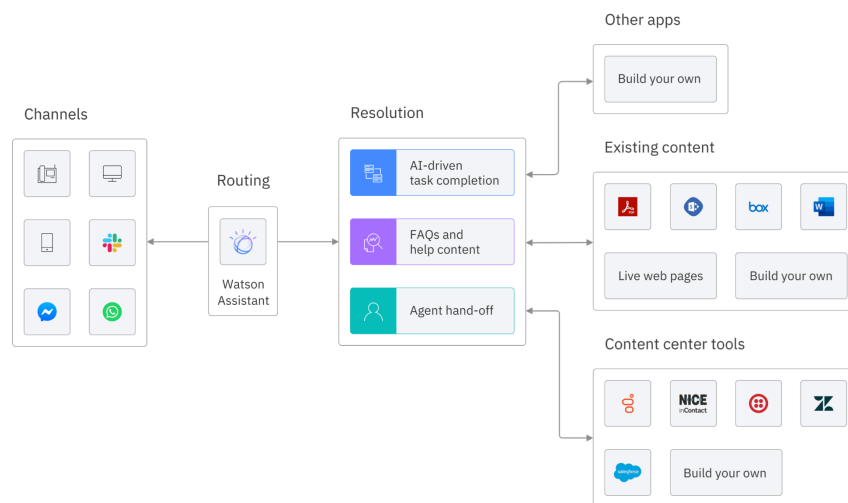 Other apps
Build your own
Channels
Resolution
Routing
Watson
Assistant
AI-driven
task completion
FAQs and
help content
Agent hand-off
Existing content
box
W
Live web pages
Build your own
Content center tools
NICE
inContact
salesforce
Build your own